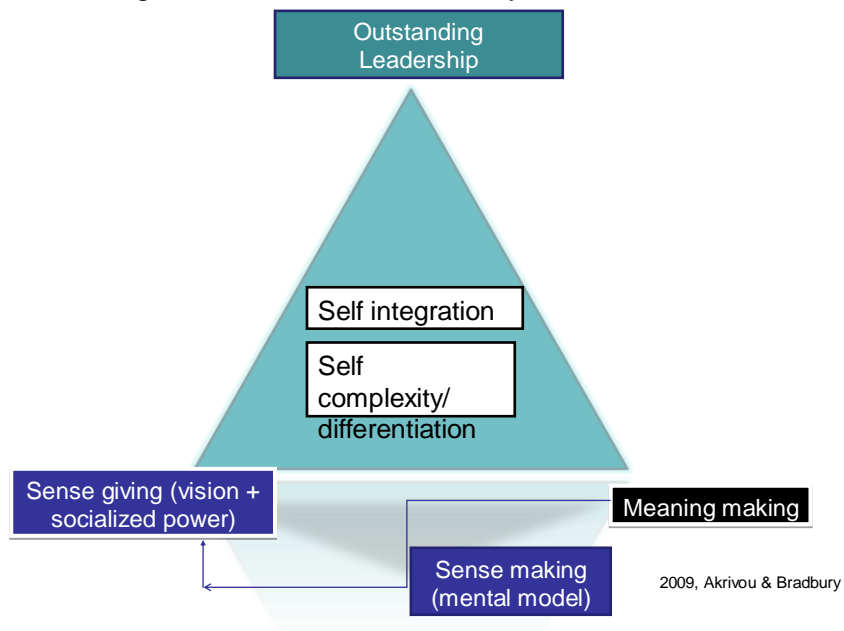 Outstanding
Leadership
Self integration
Self
complexity/
differentiation
Sense giving (vision +
socialized power)
Meaning making
Sense making
(mental model)
2009, Akrivou & Bradbury